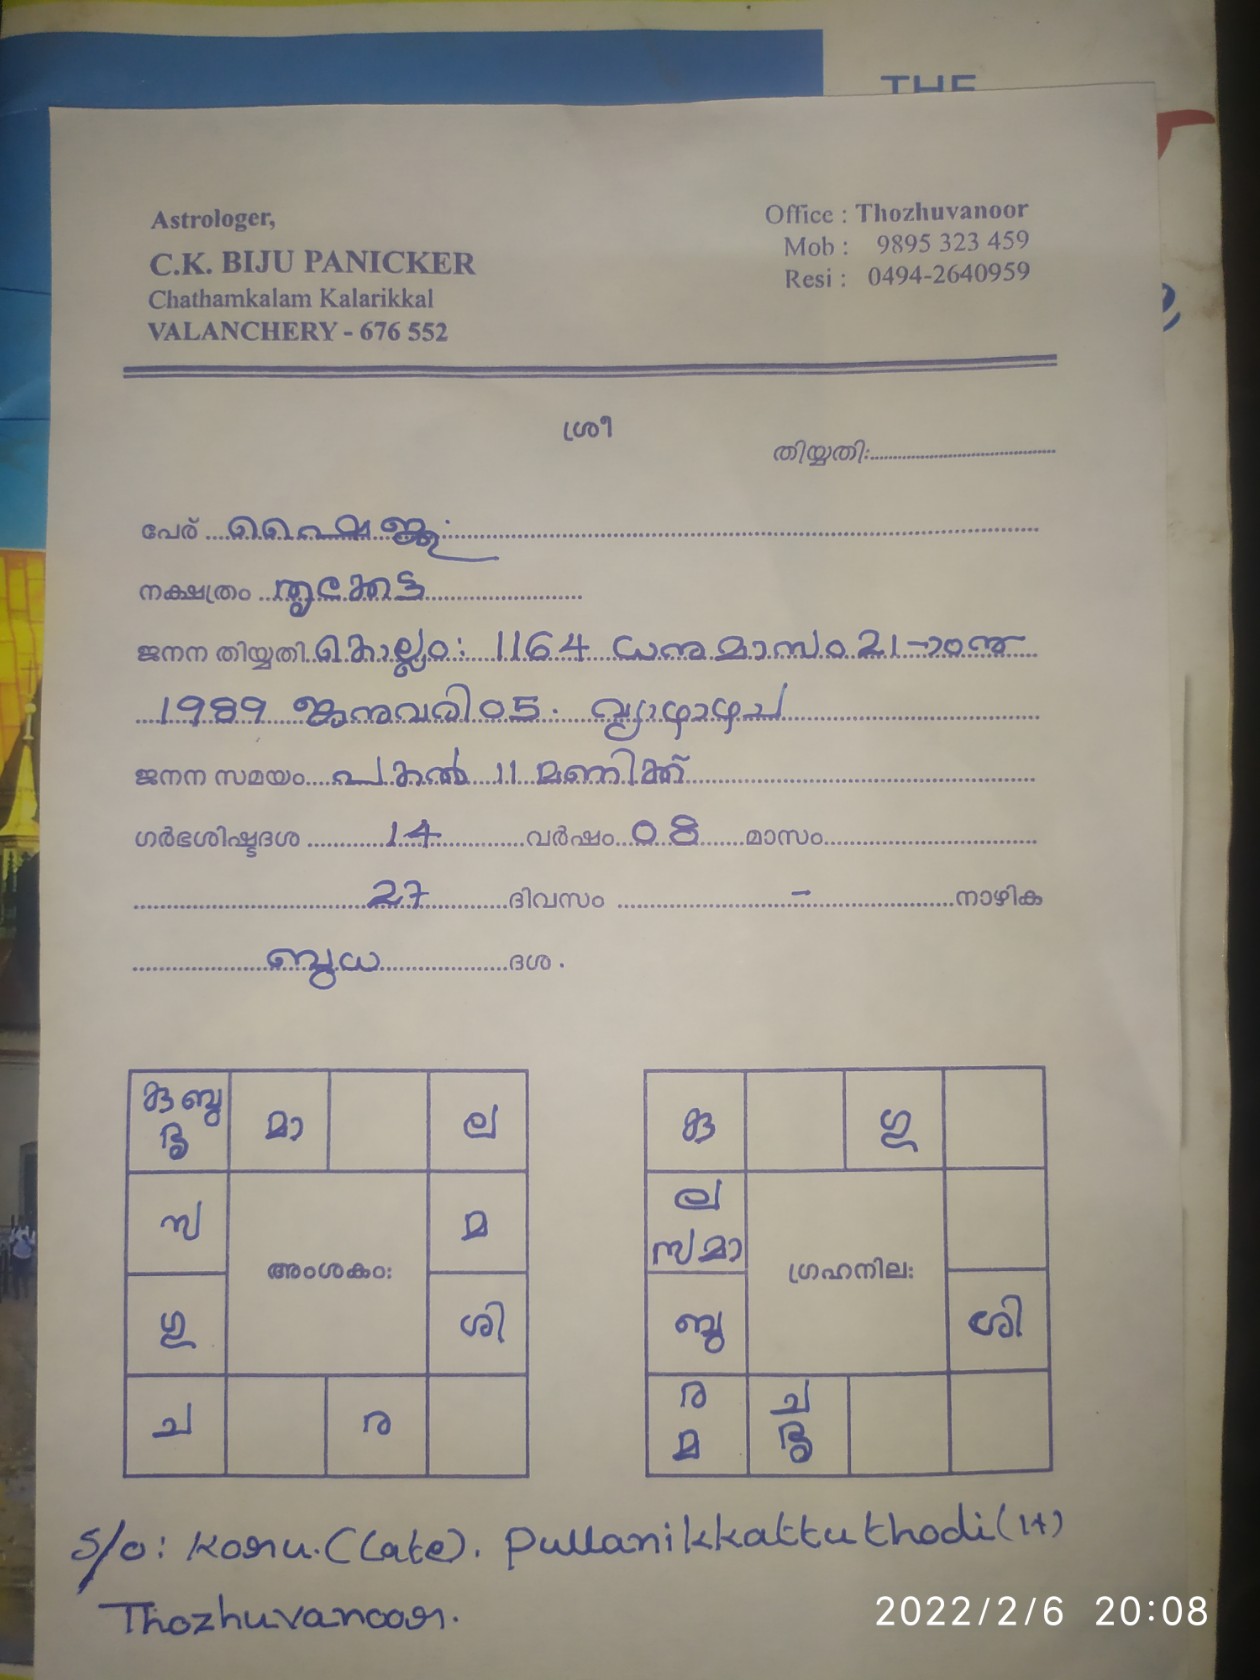 THE
Astrologer,
C.K. BIJU PANICKER
Chathamkalam Kalarikkal
VALANCHERY - 676 552
Office : Thozhuvanoor
Mob : 9895 323 459
Resi : 0494-2640959
ശ്രീ
തിയ്യതി:
പേര് ഷൈജു
നക്ഷത്രം തൃക്കേട്ട
ജനന തിയ്യതി കൊല്ലം: 1164 ധനുമാസം 21-ാംനു
1989 ജനുവരി 05. വ്യാഴാഴ്ച
ജനന സമയം പകൽ 11 മണിക്ക്
ഗർഭശിഷ്ടദശ 14 വർഷം 08 മാസം
27 ദിവസം - നാഴിക
ബുധ ദശ .
കു ബു മാ ല
സ മ
അംശകം:
ഗു ശി
ച ര
കു ഗു
ല
സ മാ
ഗ്രഹനില:
ബു ശി
ര ച
മ
S/o: Koru.(Late). Pullanikkattuthodi(H)
Thozhuvanoor.
2022/2/6 20:08